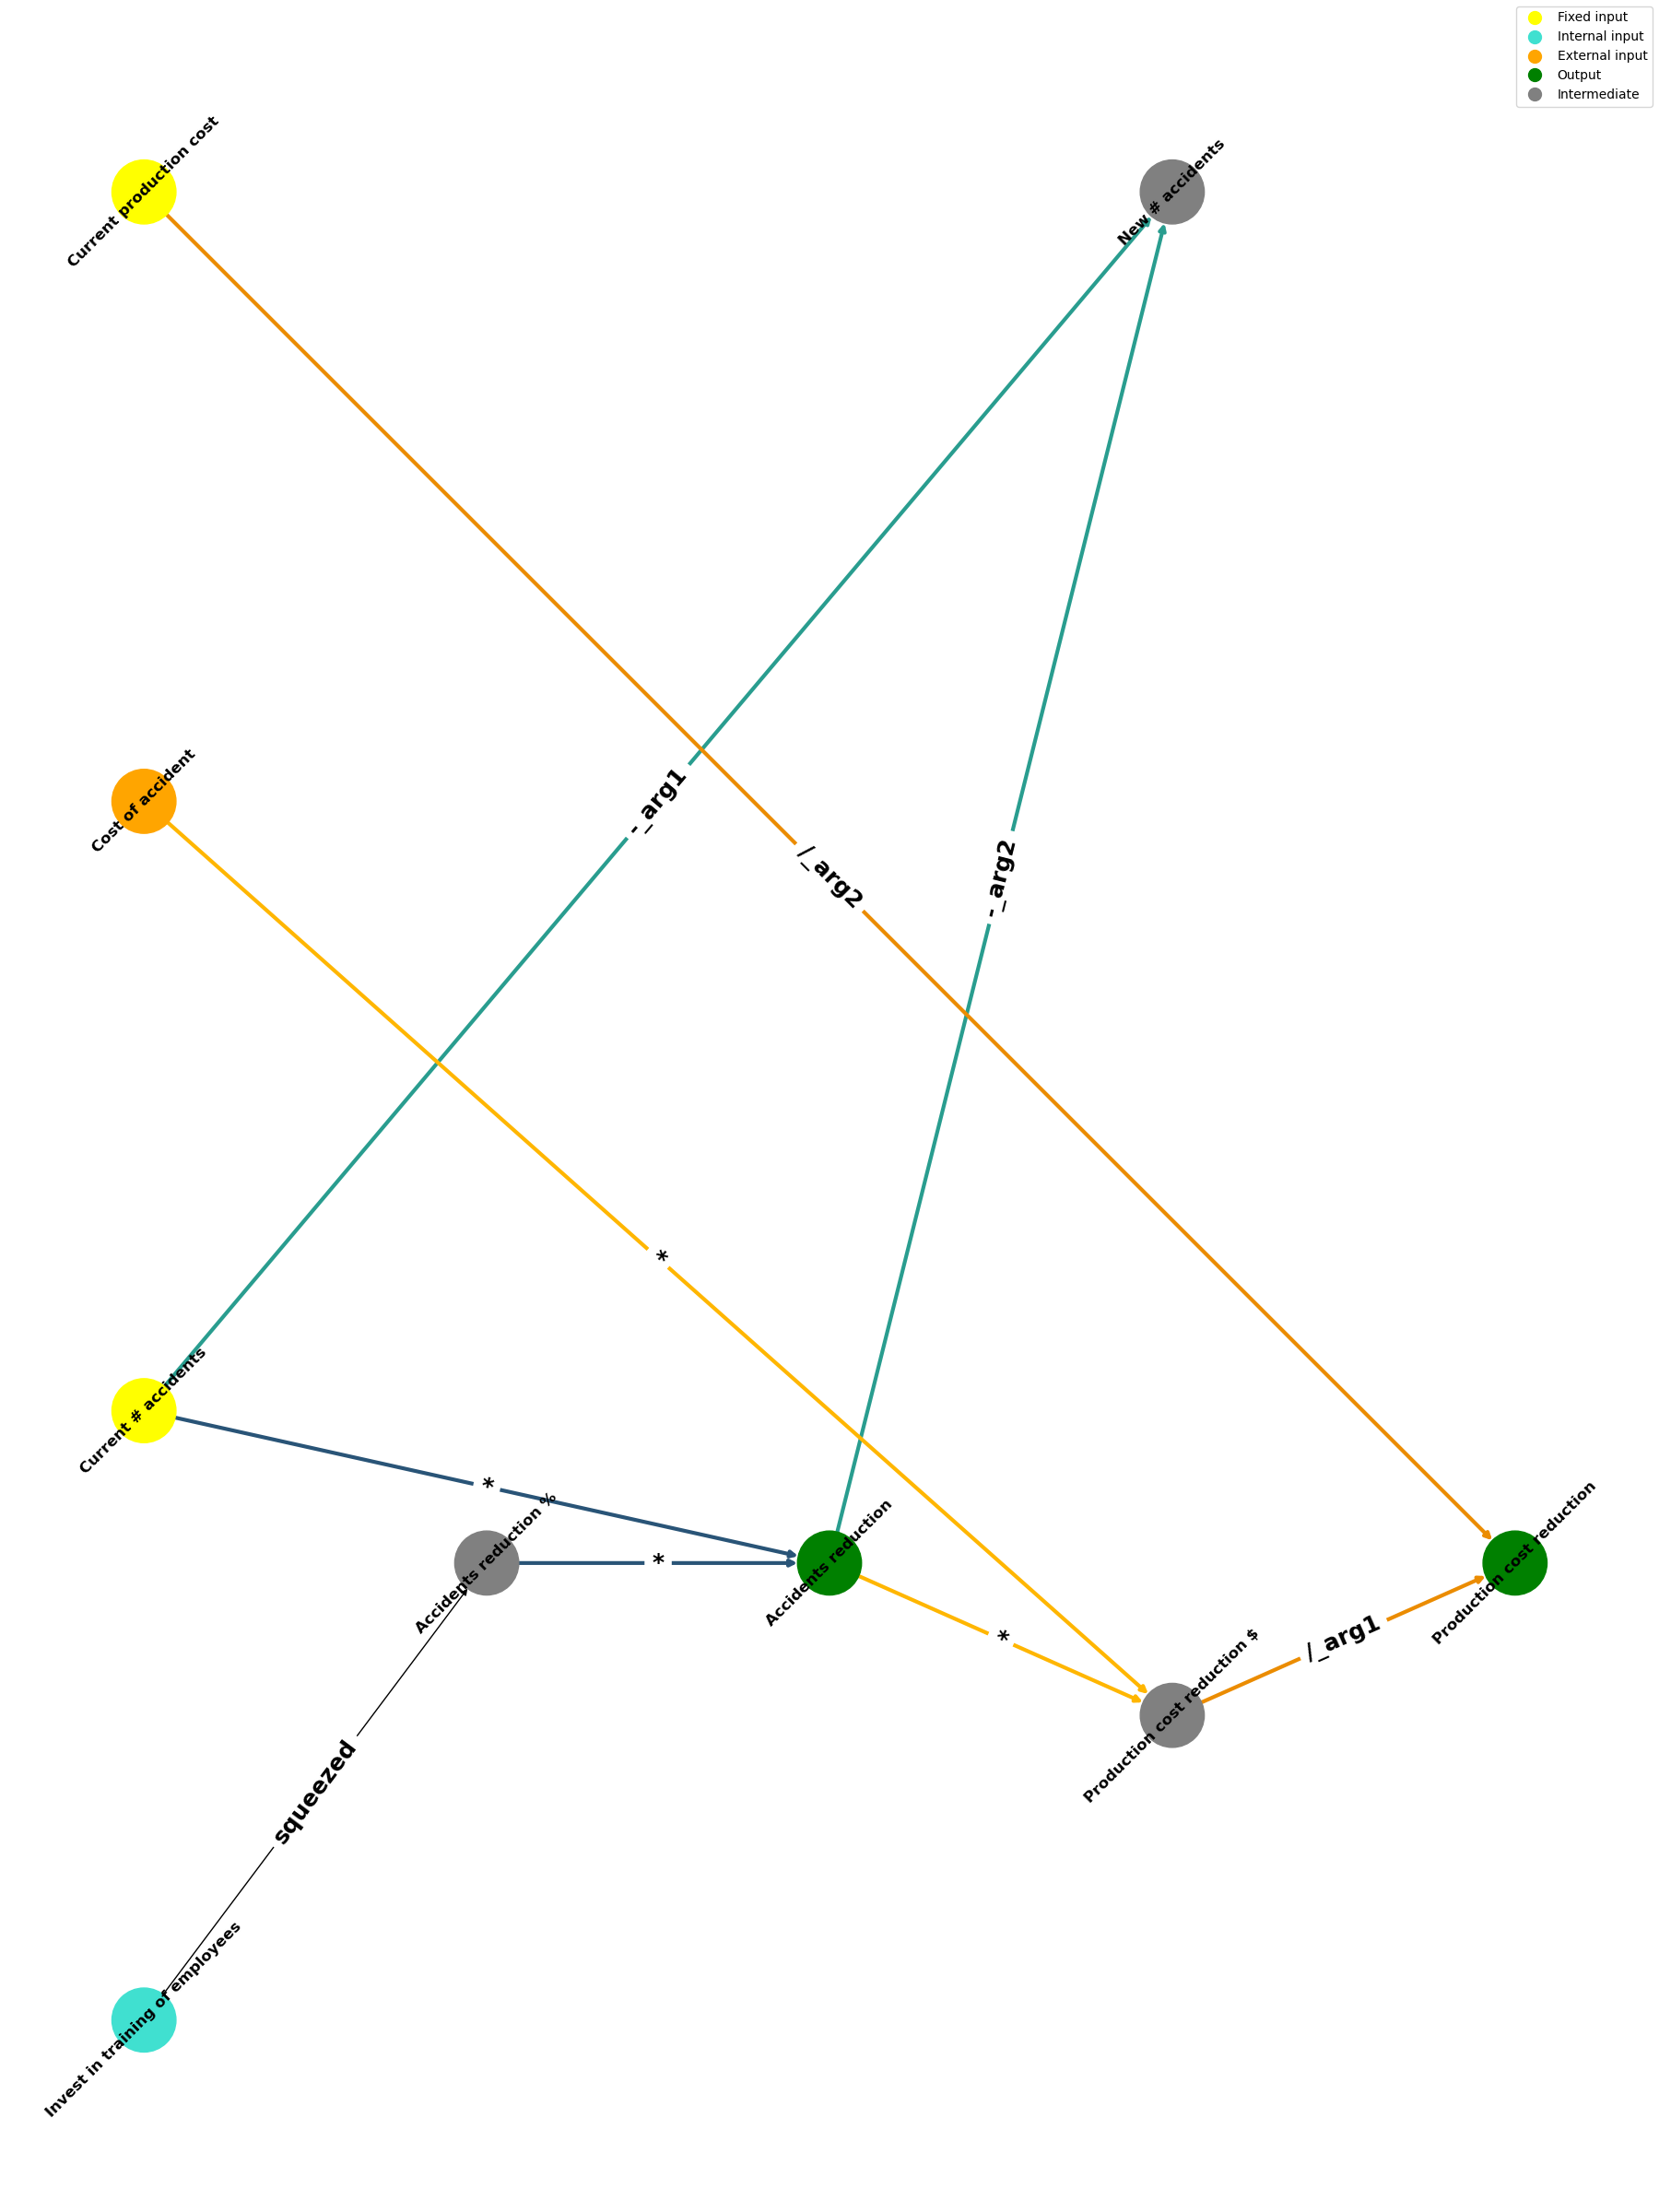 Fixed input
Internal input
External input
Output
Intermediate
Current production cost
New # accidents
Cost of accident
-_arg1
/_arg2
-_arg2
*
Current # accidents
*
Accidents reduction %
*
Accidents reduction
*
Production cost reduction $
/_arg1
Production cost reduction
squeezed
Invest in training of employees